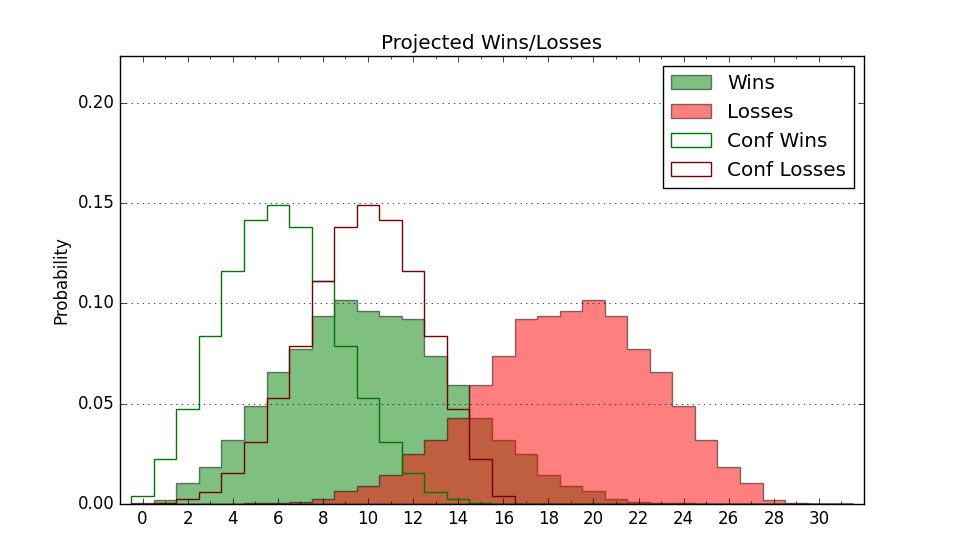 Projected Wins/Losses
Wins
Losses
Conf Wins
Conf Losses
Probability
0.20
0.15
0.10
0.05
0.00
0 2 4 6 8 10 12 14 16 18 20 22 24 26 28 30